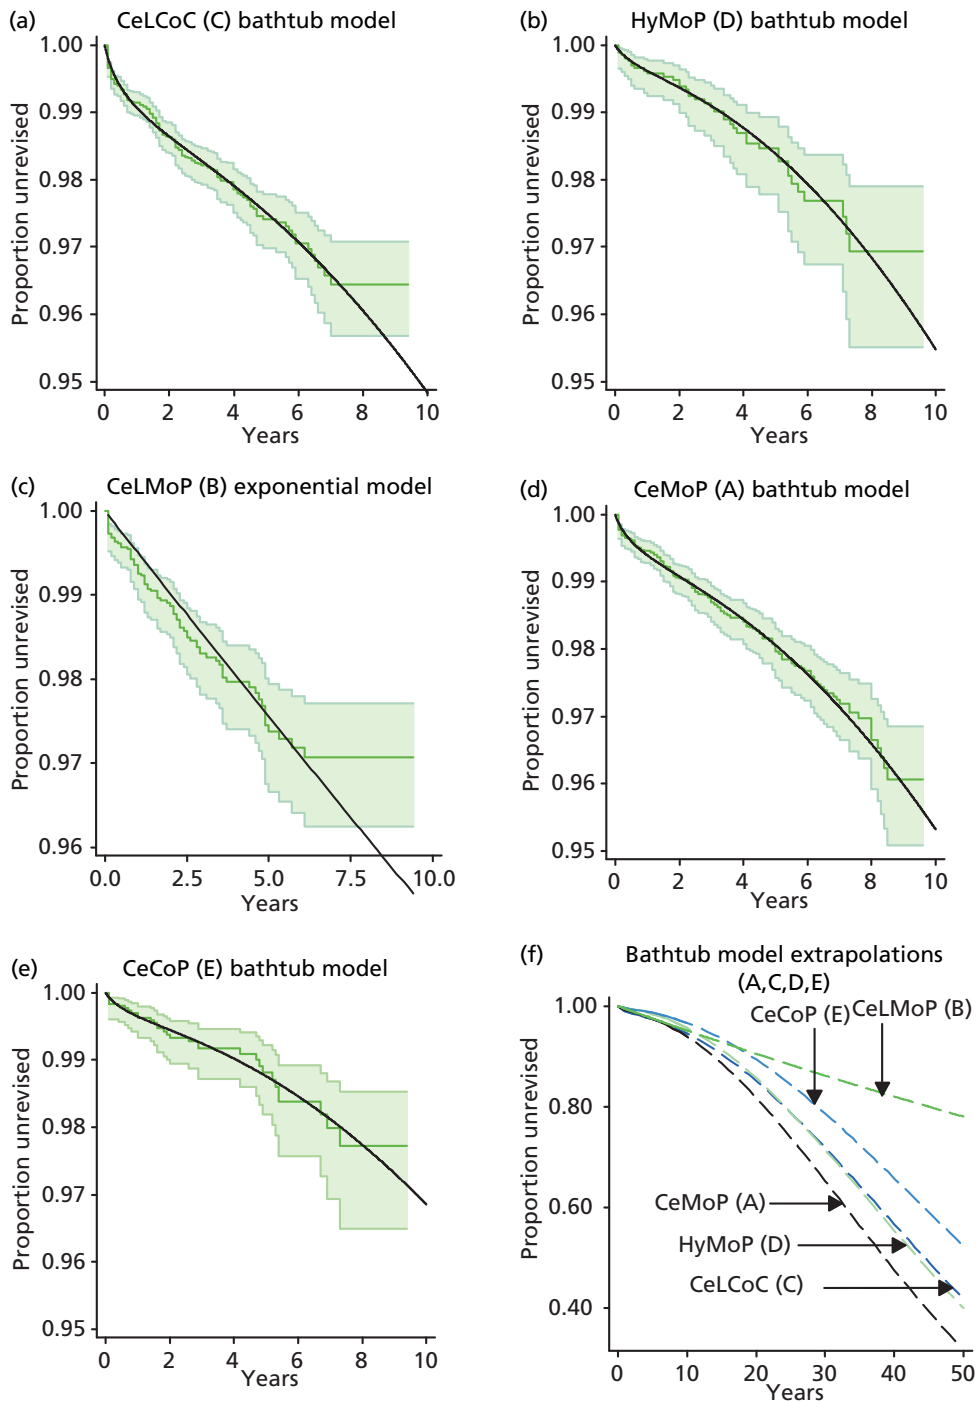 (a)
CeLCoC (C) bathtub model
1.00
0.99
0.98
0.97
0.96
0.95
Proportion unrevised
0 2 4 6 8 10
Years
(b)
HyMoP (D) bathtub model
1.00
0.99
0.98
0.97
0.96
0.95
Proportion unrevised
0 2 4 6 8 10
Years
(c)
CeLMoP (B) exponential model
1.00
0.99
0.98
0.97
0.96
Proportion unrevised
0.0 2.5 5.0 7.5 10.0
Years
(d)
CeMoP (A) bathtub model
1.00
0.99
0.98
0.97
0.96
0.95
Proportion unrevised
0 2 4 6 8 10
Years
(e)
CeCoP (E) bathtub model
1.00
0.99
0.98
0.97
0.96
0.95
Proportion unrevised
0 2 4 6 8 10
Years
(f)
Bathtub model extrapolations
(A,C,D,E)
CeCoP (E)
CeLMoP (B)
CeMoP (A)
HyMoP (D)
CeLCoC (C)
1.00
0.80
0.60
0.40
Proportion unrevised
0 10 20 30 40 50
Years